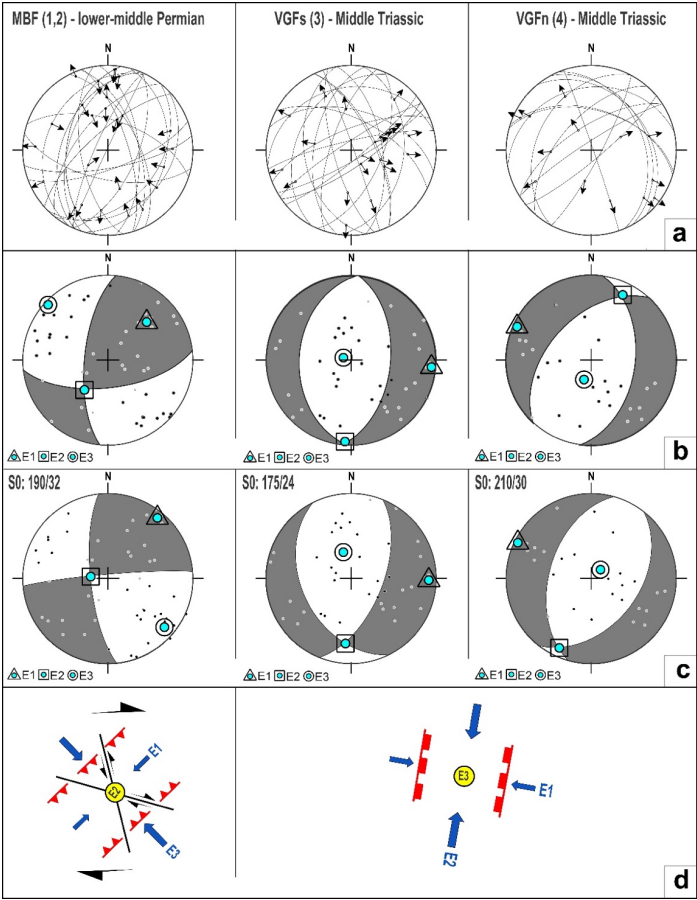 MBF (1,2) - lower-middle Permian
VGFs (3) - Middle Triassic
VGFn (4) - Middle Triassic
N
N
N
a
N
N
N
E1 E2 E3
E1 E2 E3
E1 E2 E3
b
S0: 190/32
S0: 175/24
S0: 210/30
N
N
N
E1 E2 E3
E1 E2 E3
E1 E2 E3
c
E1
E2
E3
E3
E1
E2
d